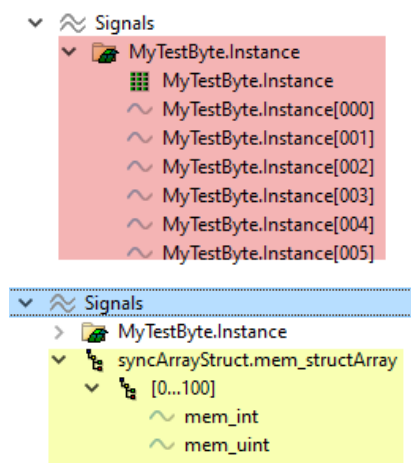 Signals
MyTestByte.Instance
MyTestByte.Instance
MyTestByte.Instance[000]
MyTestByte.Instance[001]
MyTestByte.Instance[002]
MyTestByte.Instance[003]
MyTestByte.Instance[004]
MyTestByte.Instance[005]
Signals
MyTestByte.Instance
syncArrayStruct.mem_structArray
[0...100]
mem_int
mem_uint